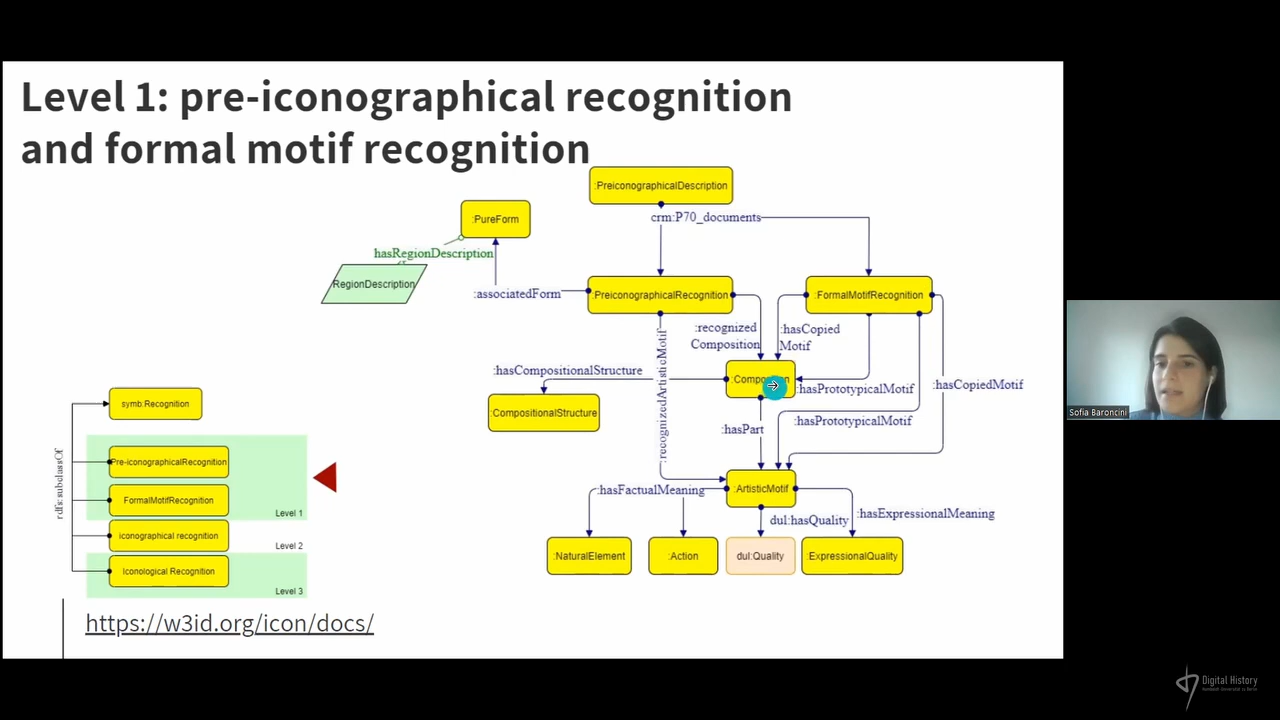 Level 1: pre-iconographical recognition
and formal motif recognition
:PreiconographicalDescription
crm:P70_documents
:PureForm
hasRegionDescription
RegionDescription
:associatedForm
:PreiconographicalRecognition
:FormalMotifRecognition
:recognized
Composition
:hasCopied
Motif
:recognizedArtisticMotif
:hasCompositionalStructure
:hasPrototypicalMotif
:hasCopiedMotif
:CompositionalStructure
:hasPart
:hasPrototypicalMotif
:hasFactualMeaning
:ArtisticMotif
dul:hasQuality
:hasExpressionalMeaning
:NaturalElement
:Action
dul:Quality
:ExpressionalQuality
rdfs:subclassOf
symb:Recognition
Pre-iconographicalRecognition
FormalMotifRecognition
Level 1
iconographical recognition
Level 2
Iconological Recognition
Level 3
https://w3id.org/icon/docs/
Sofia Baroncini
Digital History